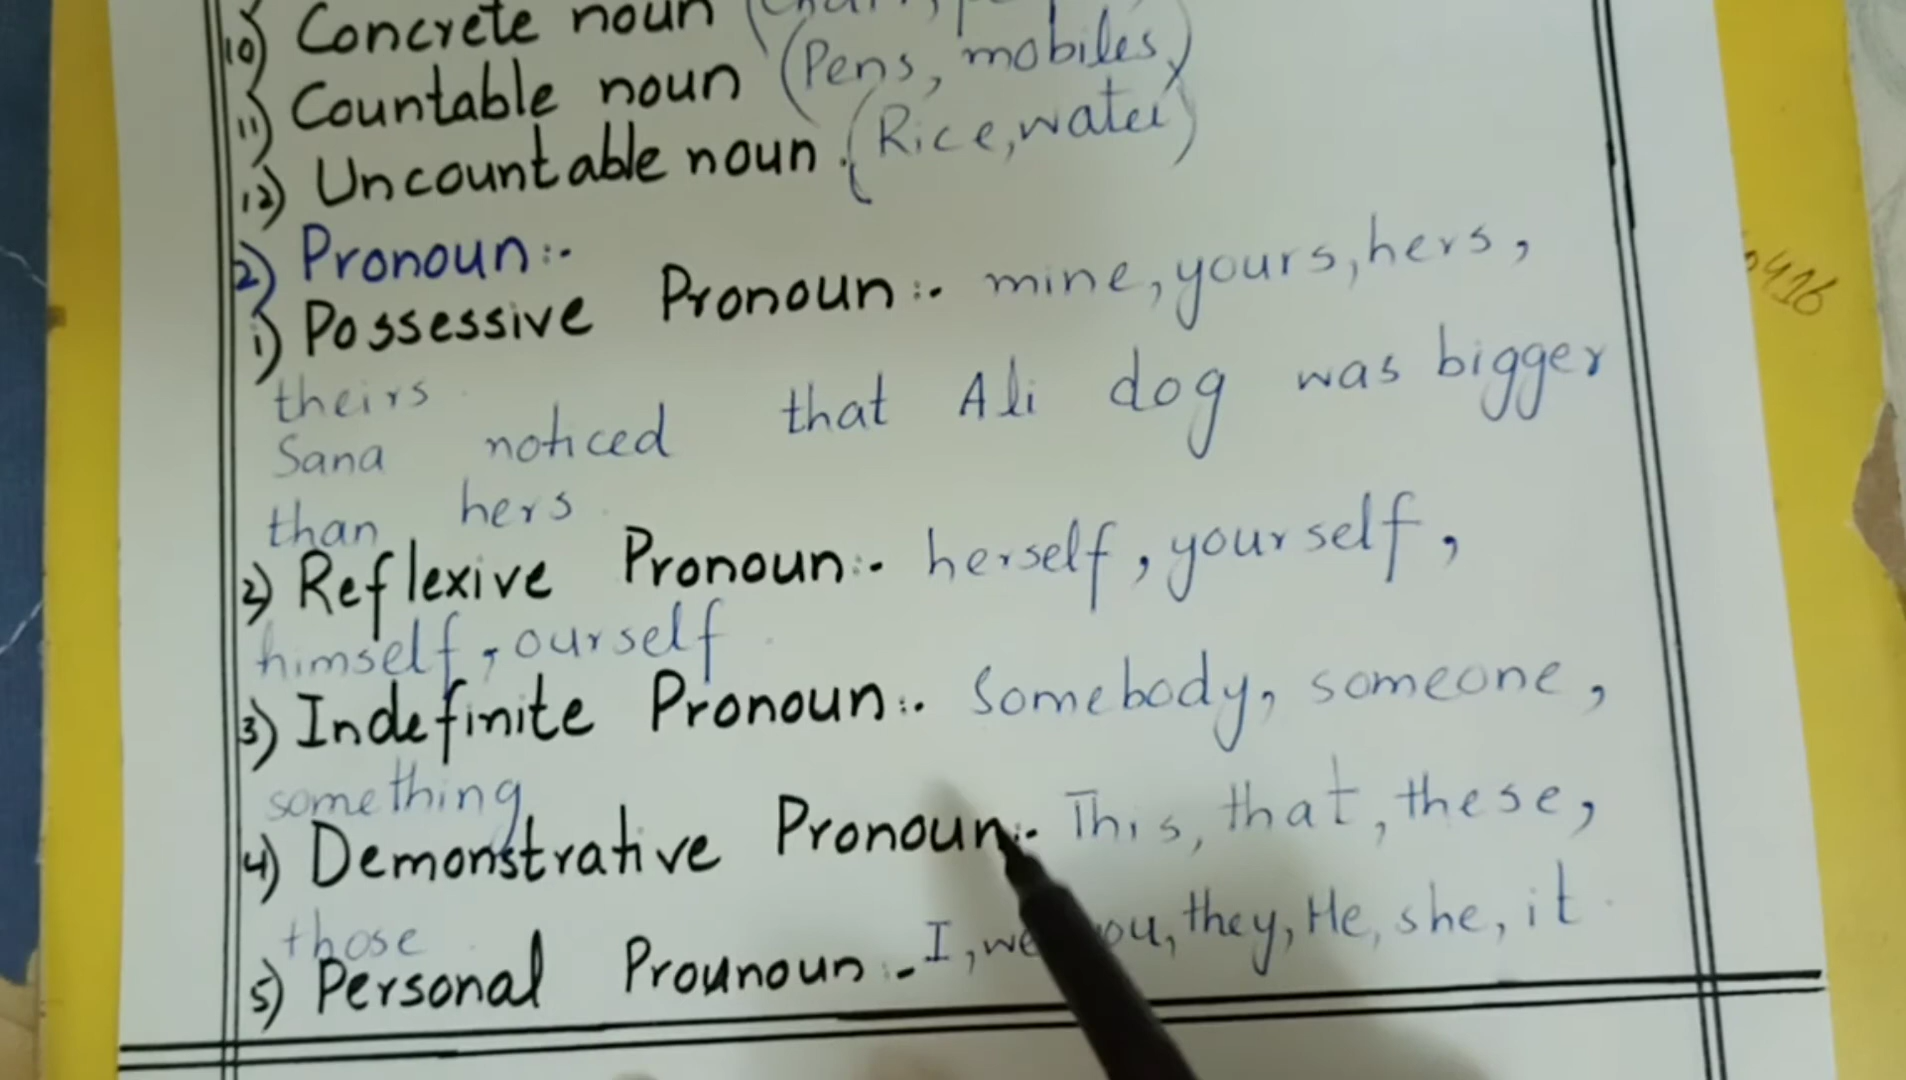 10) Concrete noun
11) Countable noun (Pens, mobiles)
12) Uncountable noun. (Rice, water)
2) Pronoun:-
1) Possessive Pronoun:- mine, yours, hers,
theirs
Sana noticed that Ali dog was bigger
than hers.
2) Reflexive Pronoun:- herself, yourself,
himself, ourself.
3) Indefinite Pronoun:- Somebody, someone,
something
4) Demonstrative Pronoun:- This, that, these,
those.
5) Personal Prounoun:- I, we you, they, He, she, it.